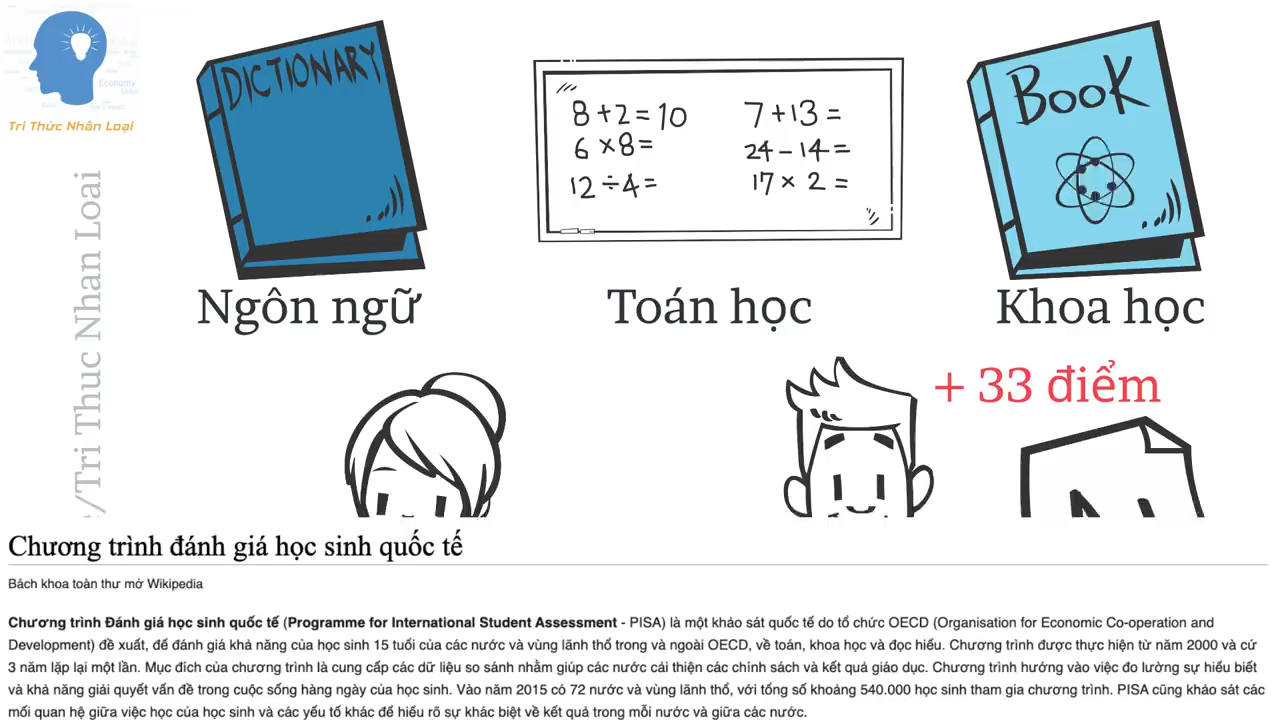 Economy
Tri Thức Nhân Loại
/Tri Thuc Nhan Loai
DICTIONARY
8+2=10
6×8=
12÷4=
7+13=
24-14=
17×2=
BOOK
Ngôn ngữ
Toán học
Khoa học
+ 33 điểm
Chương trình đánh giá học sinh quốc tế
Bách khoa toàn thư mở Wikipedia
Chương trình Đánh giá học sinh quốc tế (Programme for International Student Assessment - PISA) là một khảo sát quốc tế do tổ chức OECD (Organisation for Economic Co-operation and
Development) đề xuất, để đánh giá khả năng của học sinh 15 tuổi của các nước và vùng lãnh thổ trong và ngoài OECD, về toán, khoa học và đọc hiểu. Chương trình được thực hiện từ năm 2000 và cứ
3 năm lặp lại một lần. Mục đích của chương trình là cung cấp các dữ liệu so sánh nhằm giúp các nước cải thiện các chính sách và kết quả giáo dục. Chương trình hướng vào việc đo lường sự hiểu biết
và khả năng giải quyết vấn đề trong cuộc sống hàng ngày của học sinh. Vào năm 2015 có 72 nước và vùng lãnh thổ, với tổng số khoảng 540.000 học sinh tham gia chương trình. PISA cũng khảo sát các
mối quan hệ giữa việc học của học sinh và các yếu tố khác để hiểu rõ sự khác biệt về kết quả trong mỗi nước và giữa các nước.